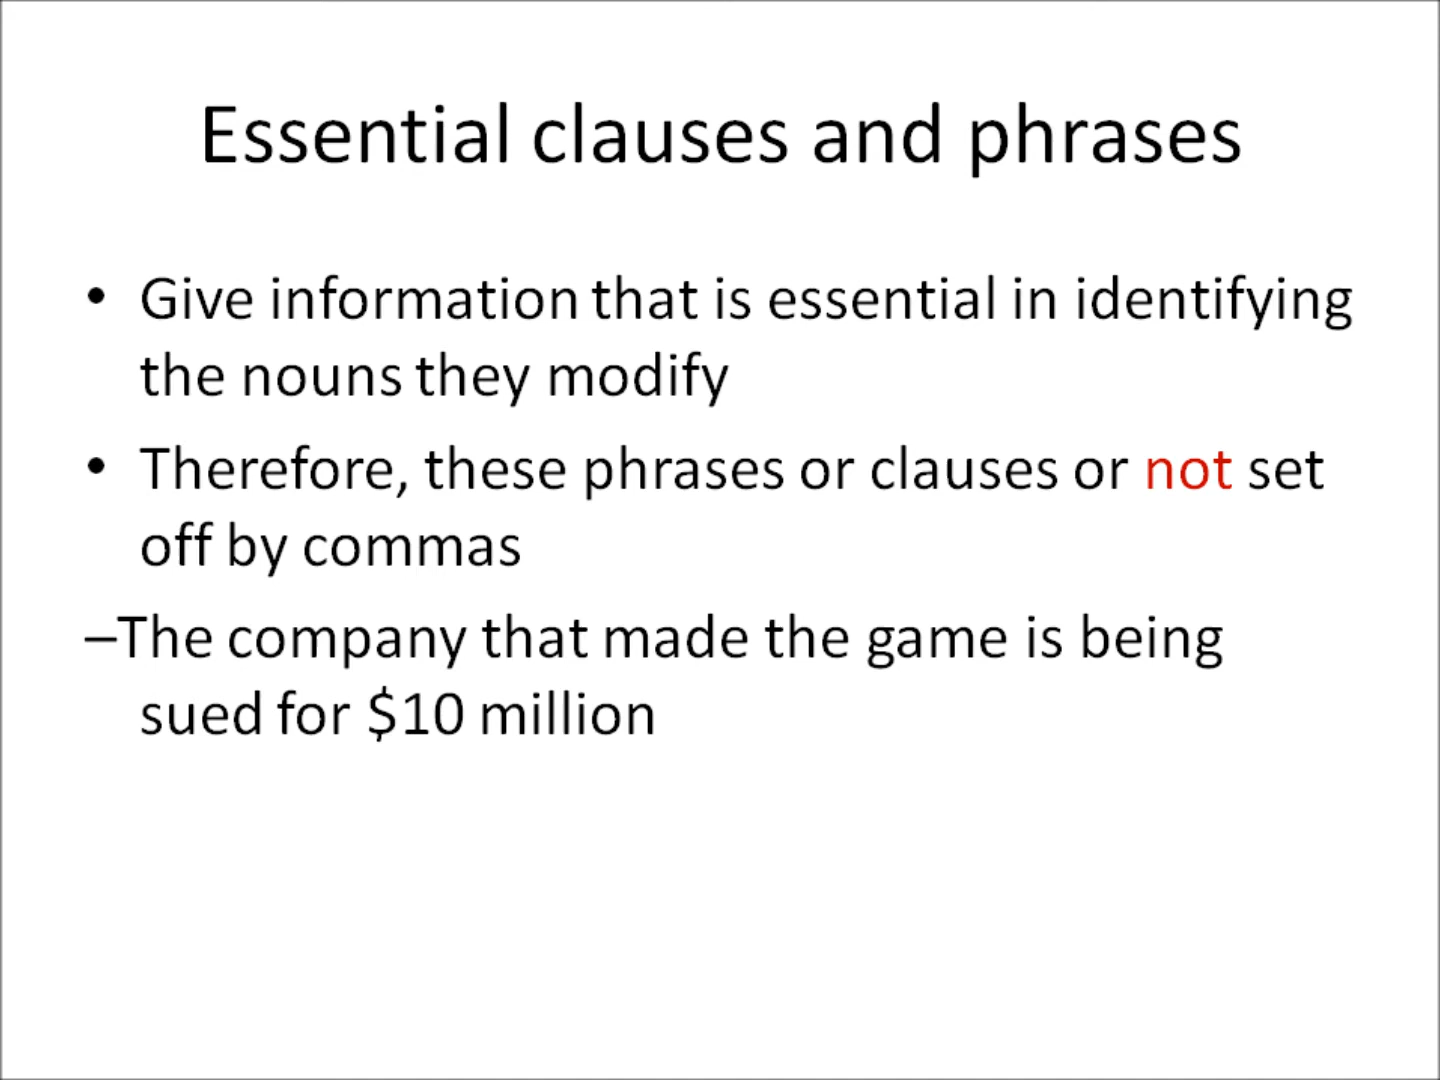 Essential clauses and phrases
• Give information that is essential in identifying
the nouns they modify
• Therefore, these phrases or clauses or not set
off by commas
–The company that made the game is being
sued for $10 million